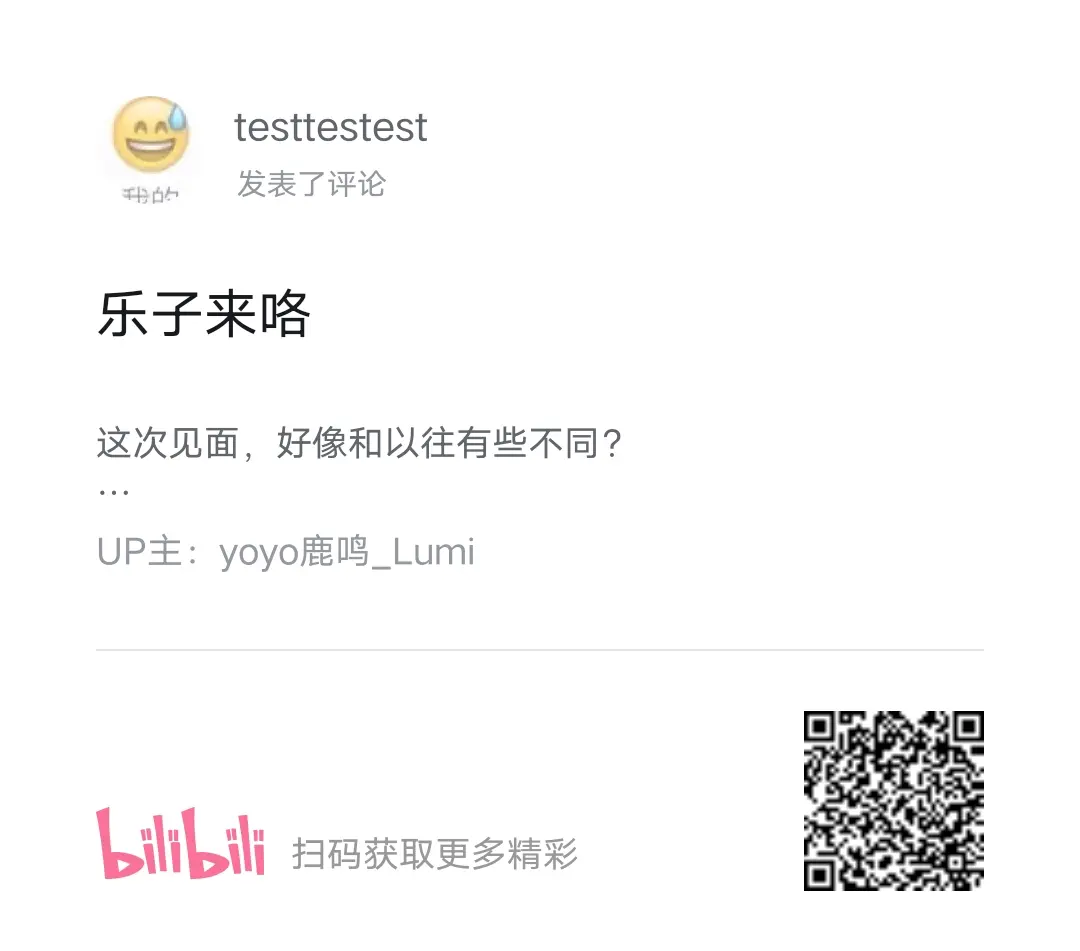 testtestest
我的
发表了评论
乐子来咯
这次见面，好像和以往有些不同？
…
UP主：yoyo鹿鸣_Lumi
bilibili 扫码获取更多精彩